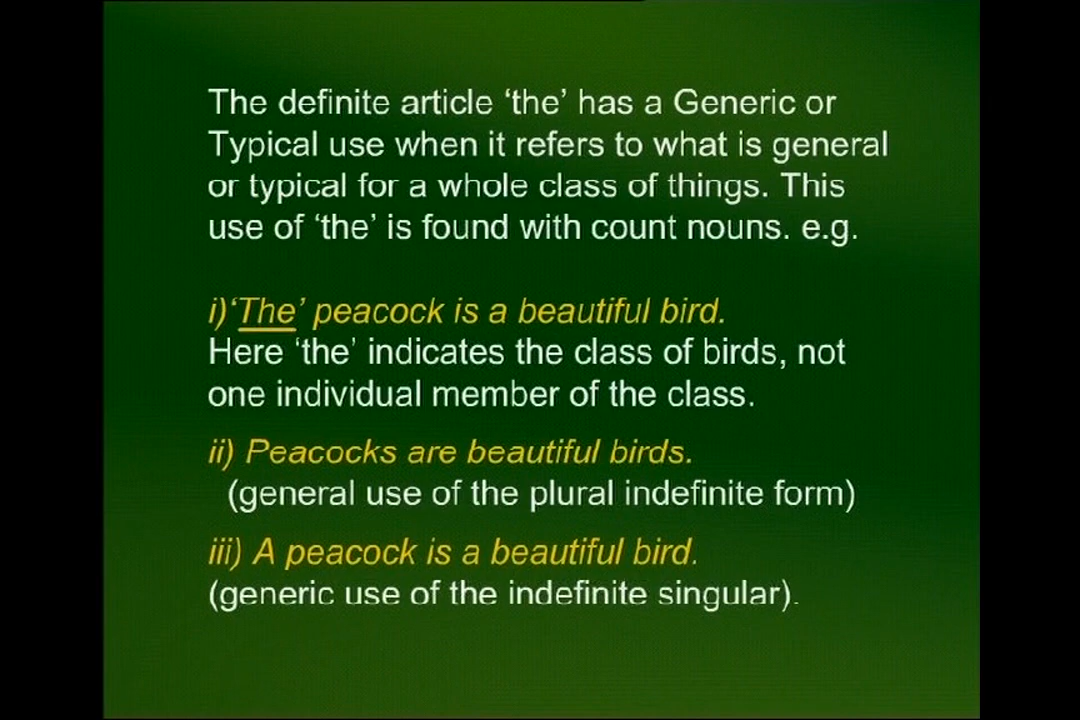 The definite article ‘the’ has a Generic or
Typical use when it refers to what is general
or typical for a whole class of things. This
use of ‘the’ is found with count nouns. e.g.
i)‘The’ peacock is a beautiful bird.
Here ‘the’ indicates the class of birds, not
one individual member of the class.
ii) Peacocks are beautiful birds.
(general use of the plural indefinite form)
iii) A peacock is a beautiful bird.
(generic use of the indefinite singular).